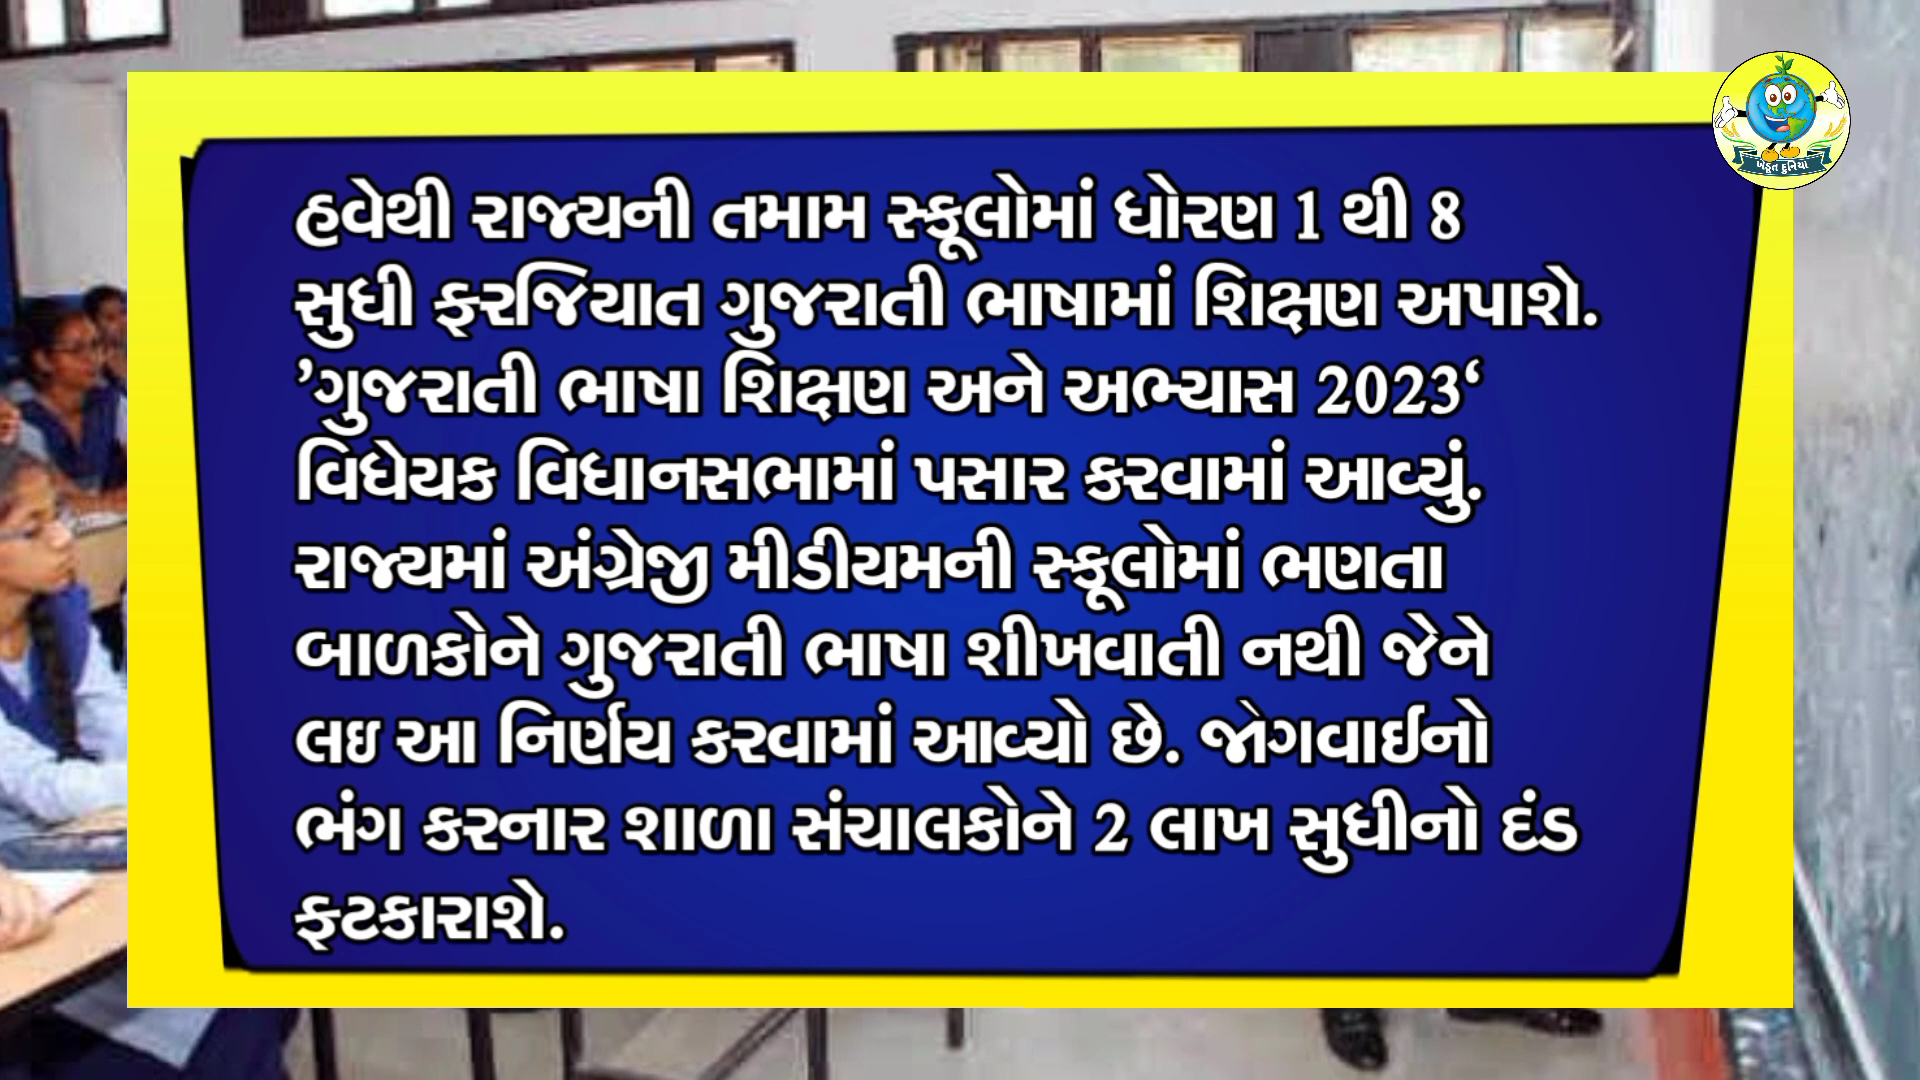 હવેથી રાજ્યની તમામ સ્કૂલોમાં ધોરણ 1 થી 8
સુધી ફરજિયાત ગુજરાતી ભાષામાં શિક્ષણ અપાશે.
’ગુજરાતી ભાષા શિક્ષણ અને અભ્યાસ 2023‘
વિધેયક વિધાનસભામાં પસાર કરવામાં આવ્યું.
રાજ્યમાં અંગ્રેજી મીડીયમની સ્કૂલોમાં ભણતા
બાળકોને ગુજરાતી ભાષા શીખવાતી નથી જેને
લઇ આ નિર્ણય કરવામાં આવ્યો છે. જોગવાઈનો
ભંગ કરનાર શાળા સંચાલકોને 2 લાખ સુધીનો દંડ
ફટકારાશે.
ખેડૂત દુનિયા